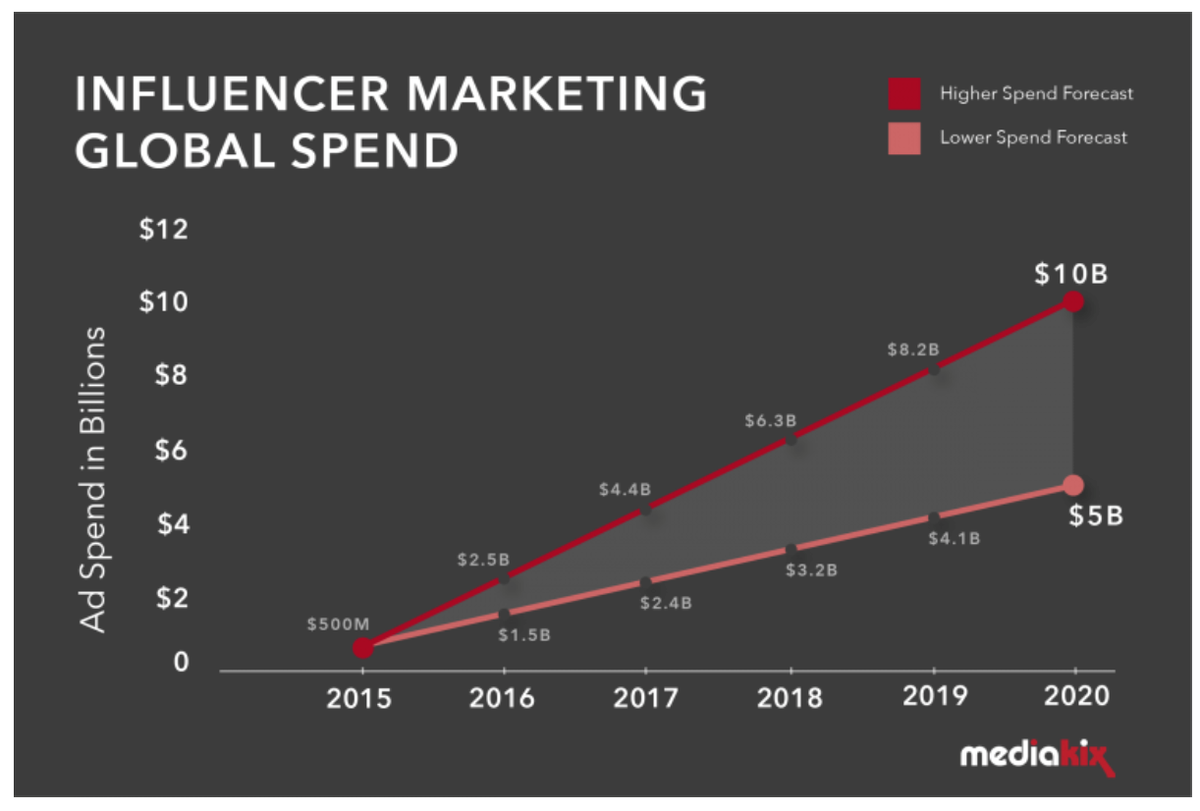 INFLUENCER MARKETING
GLOBAL SPEND
Higher Spend Forecast
Lower Spend Forecast
Ad Spend in Billions
$12
$10
$8
$6
$4
$2
0
$500M
$2.5B
$4.4B
$6.3B
$8.2B
$10B
$1.5B
$2.4B
$3.2B
$4.1B
$5B
2015 2016 2017 2018 2019 2020
mediakix